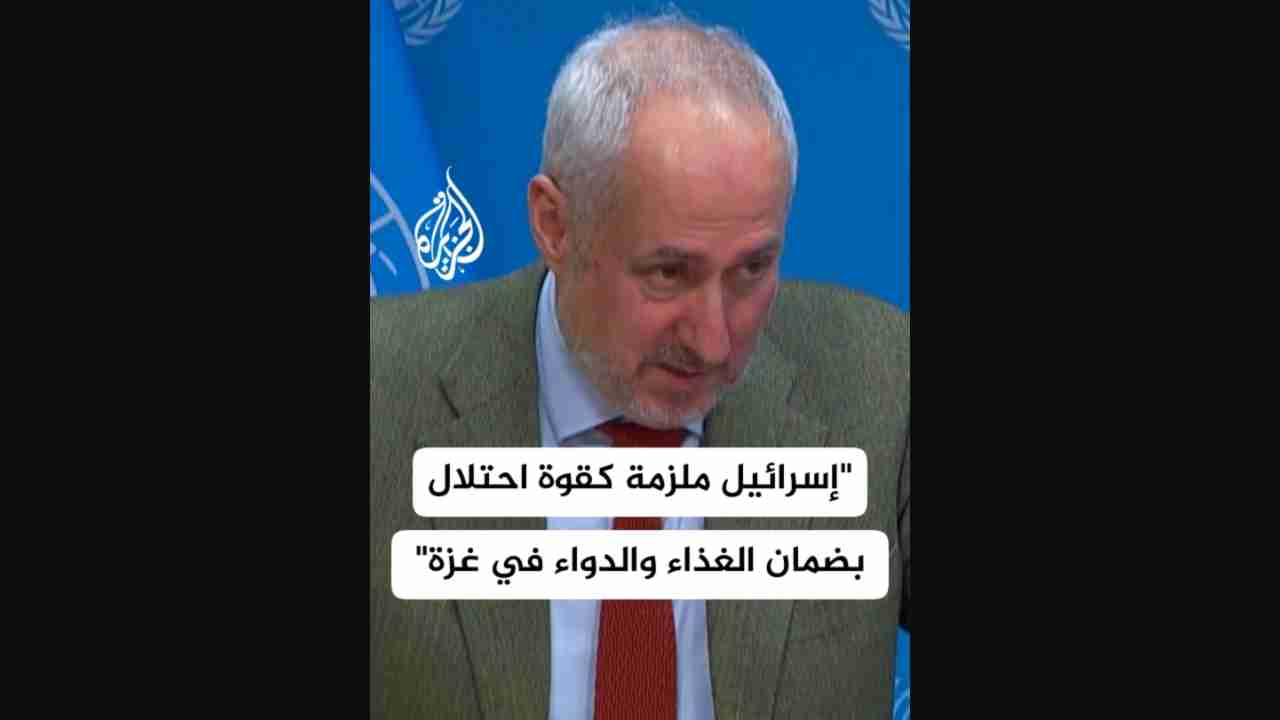 الجزيرة
"إسرائيل ملزمة كقوة احتلال
بضمان الغذاء والدواء في غزة"